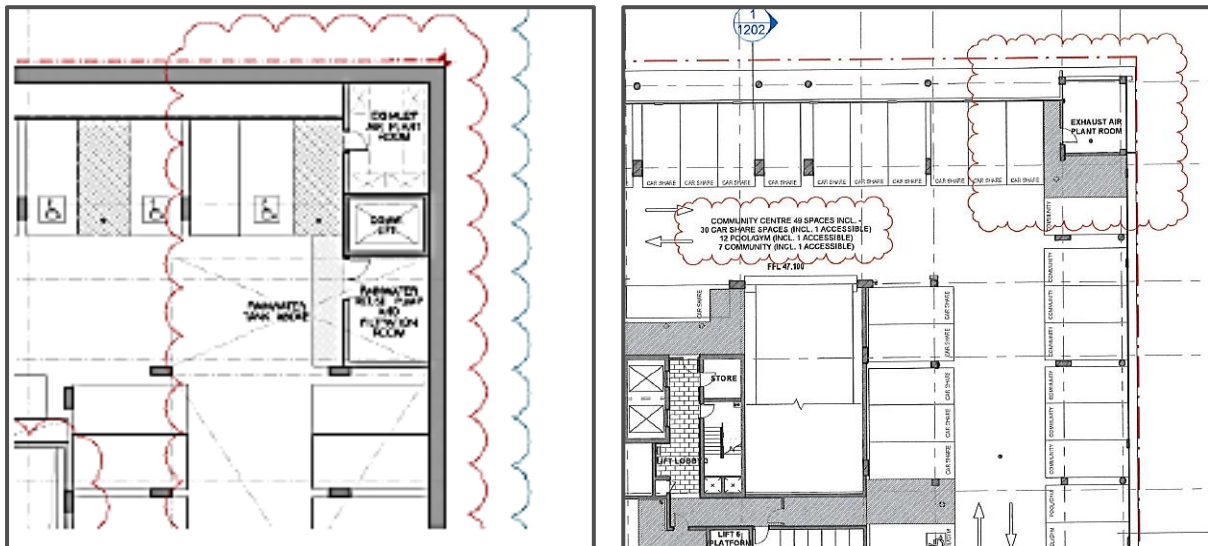 EXHAUST
AIR PLANT
ROOM
RAINWATER
TANK ABOVE
RAINWATER
REUSE PUMP
AND
FILTRATION
ROOM
1
1202
EXHAUST AIR
PLANT ROOM
CAR SHARE
CAR SHARE
CAR SHARE
CAR SHARE
CAR SHARE
CAR SHARE
CAR SHARE
CAR SHARE
CAR SHARE
CAR SHARE
COMMUNITY
COMMUNITY CENTRE 49 SPACES INCL. -
30 CAR SHARE SPACES (INCL. 1 ACCESSIBLE)
12 POOL/GYM (INCL. 1 ACCESSIBLE)
7 COMMUNITY (INCL. 1 ACCESSIBLE)
FFL 47.100
CAR SHARE
CAR SHARE
CAR SHARE
COMMUNITY
COMMUNITY
COMMUNITY
STORE
CAR SHARE
CAR SHARE
CAR SHARE
COMMUNITY
COMMUNITY
COMMUNITY
LIFT LOBBY
POOL/GYM
POOL/GYM
LIFT 6
(PLATFORM